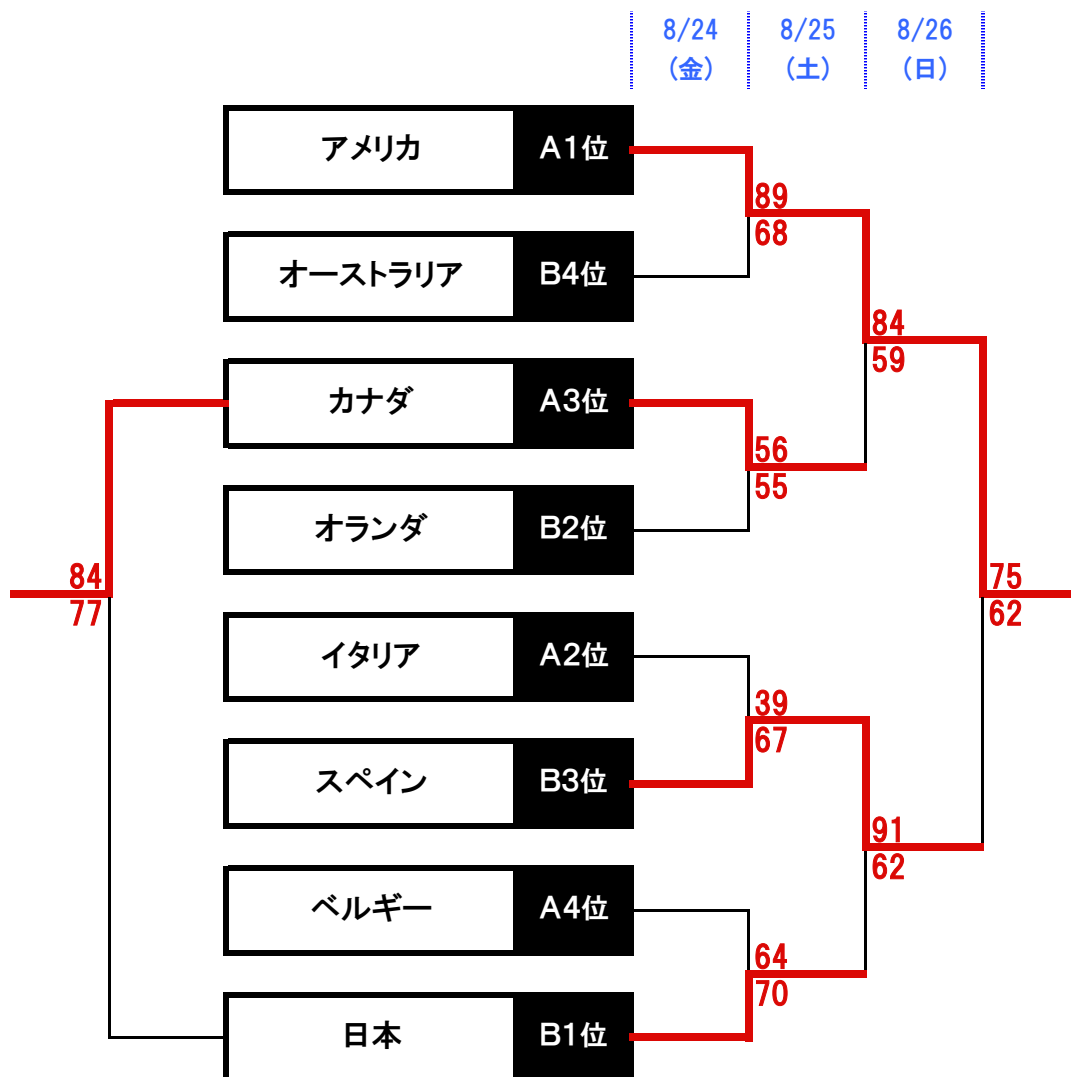 8/24 8/25 8/26
(金) (土) (日)
アメリカ A1位
89
68
オーストラリア B4位
84
59
カナダ A3位
56
55
オランダ B2位
84
77
75
62
イタリア A2位
39
67
スペイン B3位
91
62
ベルギー A4位
64
70
日本 B1位